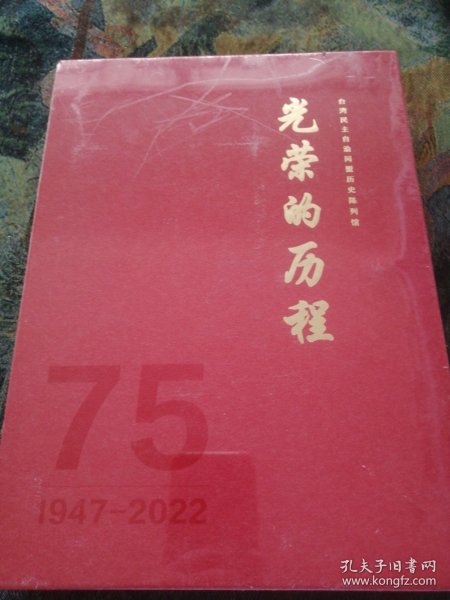 台湾民主自治同盟历史陈列馆
光荣的历程
75
1947-2022
孔夫子旧书网
www.kongfz.com